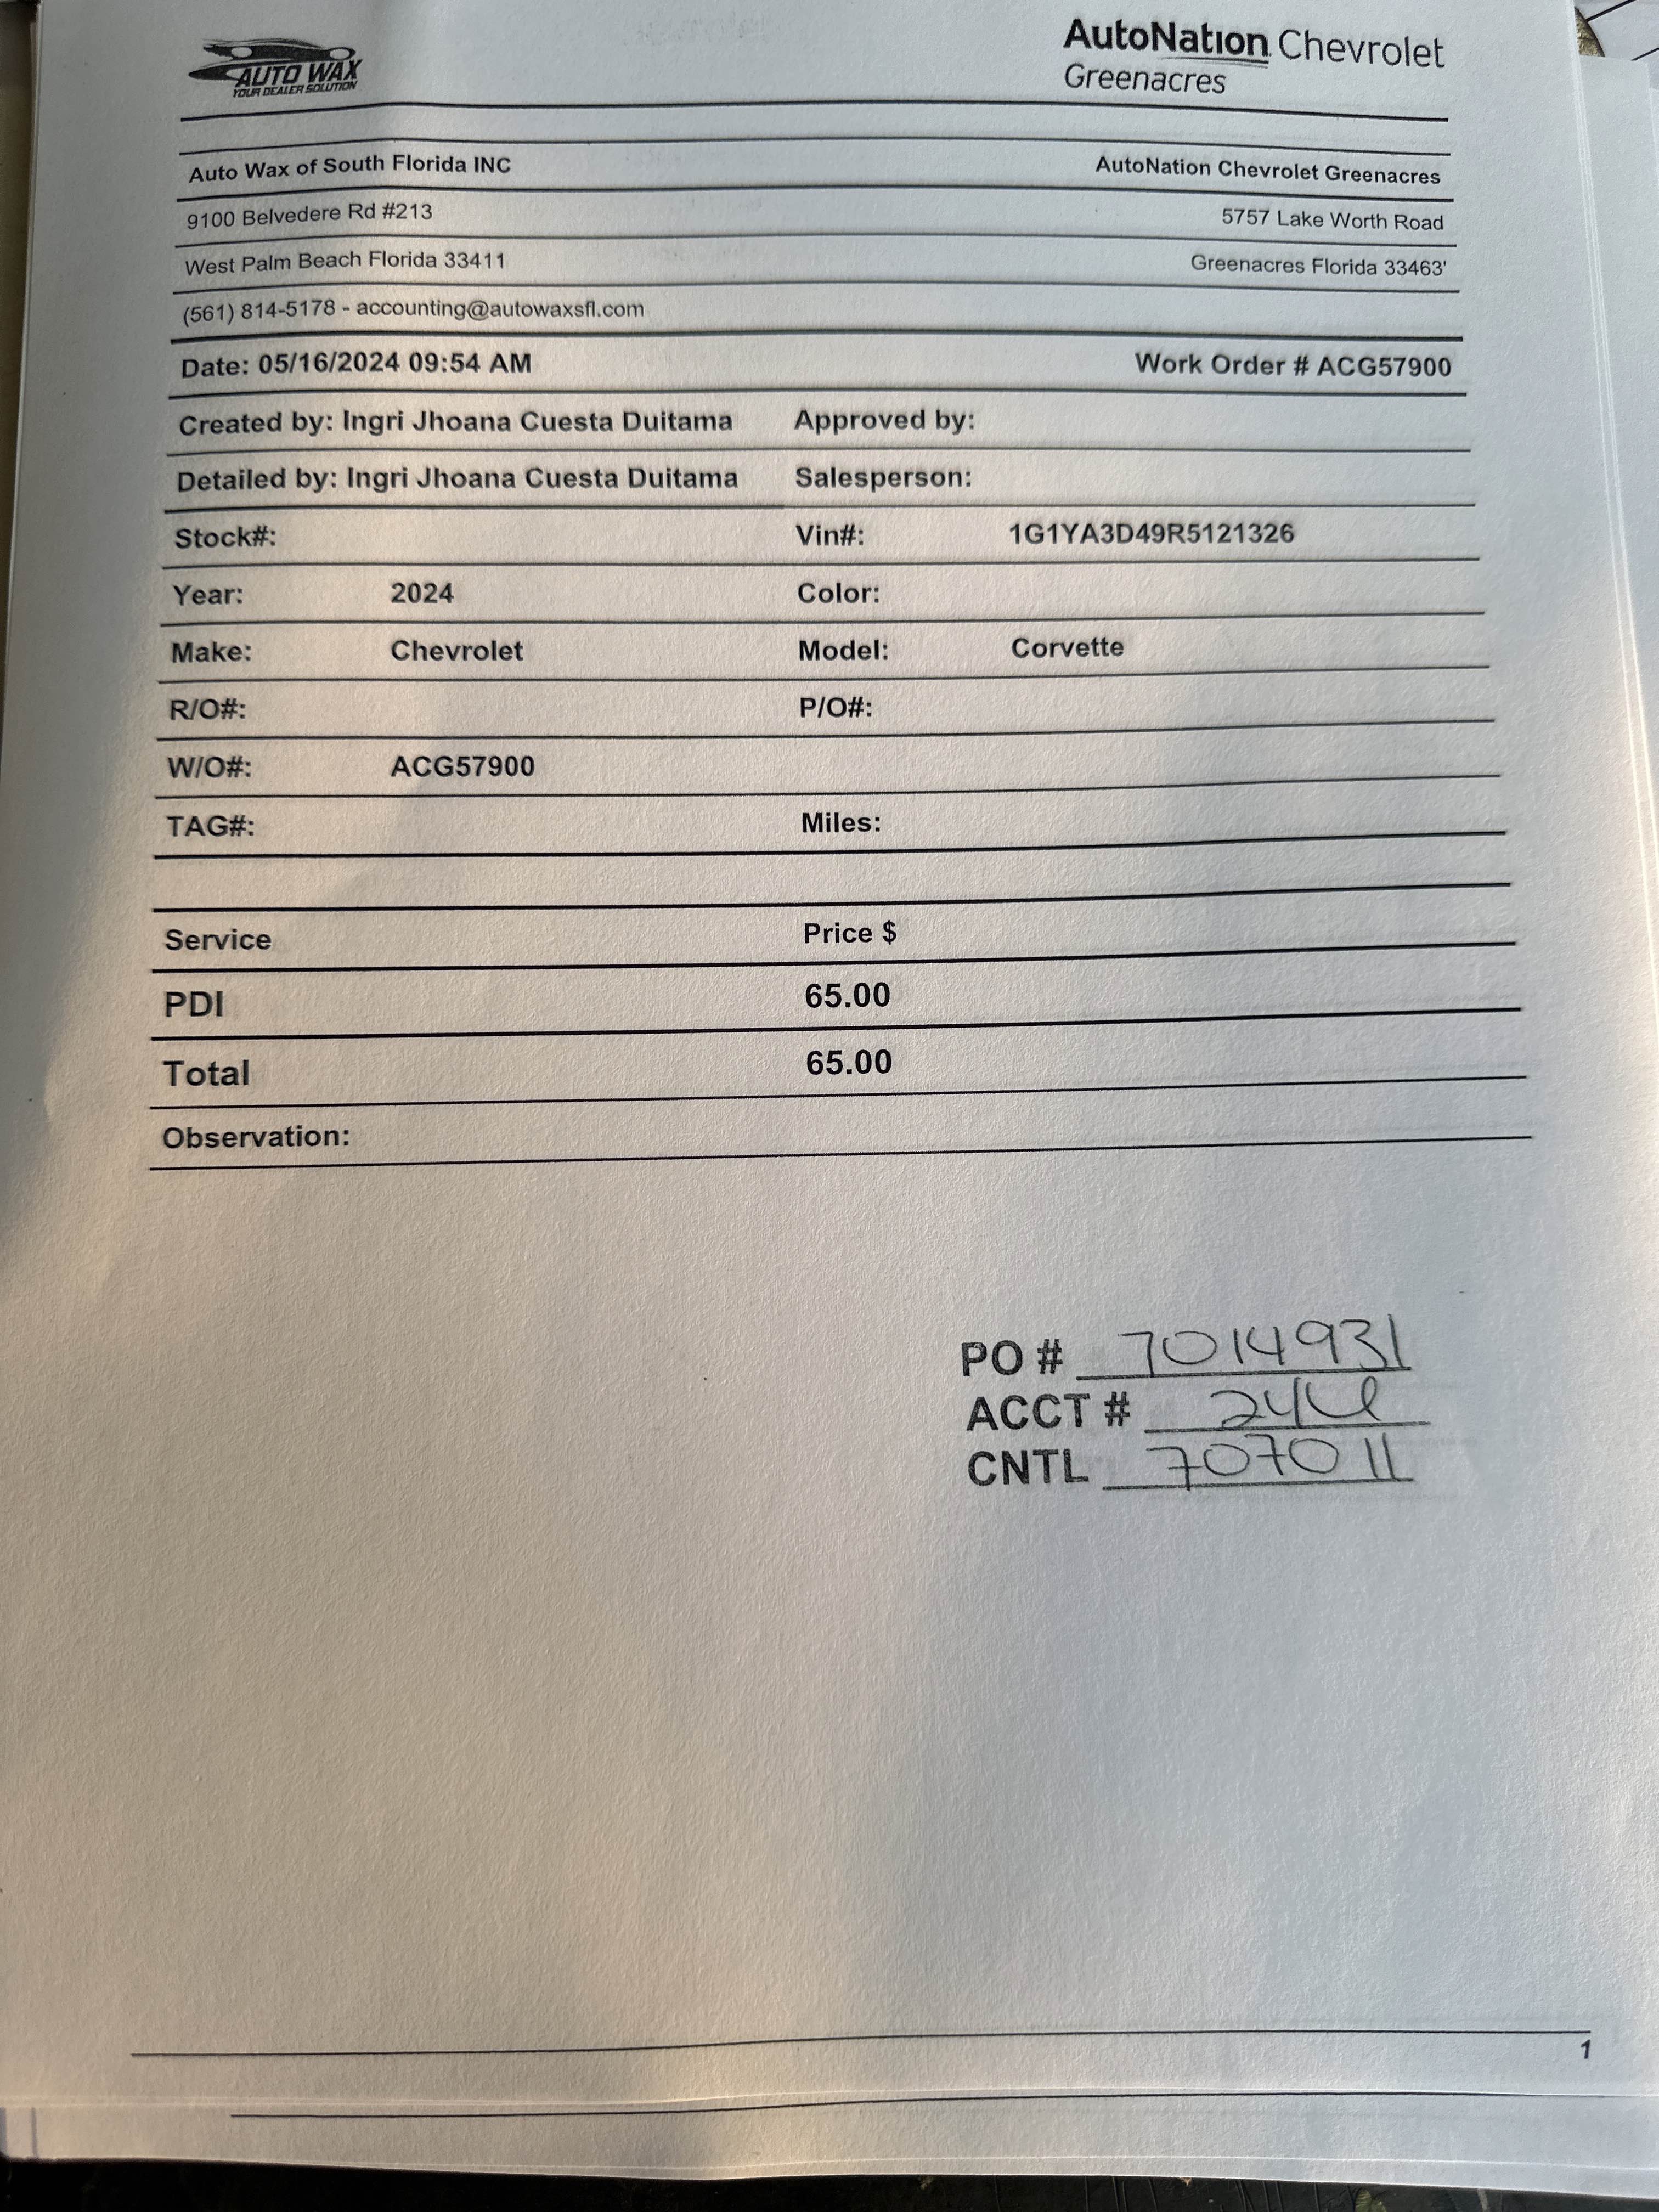 AUTO WAX
YOUR DEALER SOLUTION
AutoNation Chevrolet
Greenacres
Auto Wax of South Florida INC AutoNation Chevrolet Greenacres
9100 Belvedere Rd #213 5757 Lake Worth Road
West Palm Beach Florida 33411 Greenacres Florida 33463'
(561) 814-5178 - accounting@autowaxsfl.com
Date: 05/16/2024 09:54 AM Work Order # ACG57900
Created by: Ingri Jhoana Cuesta Duitama Approved by:
Detailed by: Ingri Jhoana Cuesta Duitama Salesperson:
Stock#: Vin#: 1G1YA3D49R5121326
Year: 2024 Color:
Make: Chevrolet Model: Corvette
R/O#: P/O#:
W/O#: ACG57900
TAG#: Miles:
Service Price $
PDI 65.00
Total 65.00
Observation:
PO # 7014931
ACCT #
CNTL 707011
1